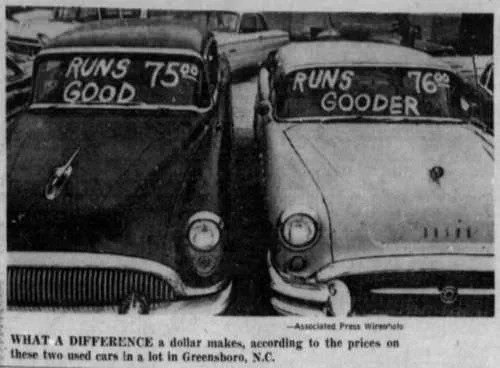 RUNS 75⁰⁰
GOOD
RUNS 76⁰⁰
GOODER
—Associated Press Wirephoto
WHAT A DIFFERENCE a dollar makes, according to the prices on
these two used cars in a lot in Greensboro, N.C.